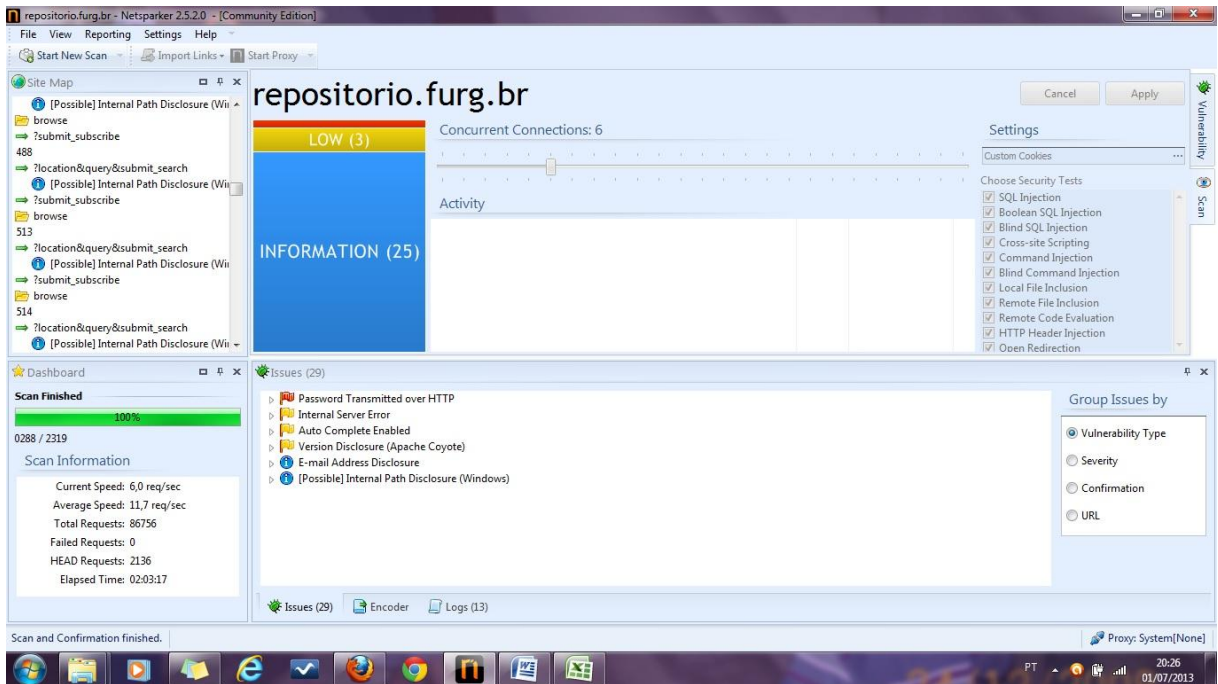 repositorio.furg.br - Netsparker 2.5.2.0 - [Community Edition]
File View Reporting Settings Help
Start New Scan Import Links Start Proxy
Site Map
[Possible] Internal Path Disclosure (Wi
browse
?submit_subscribe
488
?location&query&submit_search
[Possible] Internal Path Disclosure (Wi
?submit_subscribe
browse
513
?location&query&submit_search
[Possible] Internal Path Disclosure (Wi
?submit_subscribe
browse
514
?location&query&submit_search
[Possible] Internal Path Disclosure (Wi
repositorio.furg.br
Cancel Apply
LOW (3)
INFORMATION (25)
Concurrent Connections: 6
Activity
Settings
Custom Cookies ...
Choose Security Tests
SQL Injection
Boolean SQL Injection
Blind SQL Injection
Cross-site Scripting
Command Injection
Blind Command Injection
Local File Inclusion
Remote File Inclusion
Remote Code Evaluation
HTTP Header Injection
Open Redirection
Vulnerability
Scan
Dashboard
Scan Finished
100%
0288 / 2319
Scan Information
Current Speed: 6,0 req/sec
Average Speed: 11,7 req/sec
Total Requests: 86756
Failed Requests: 0
HEAD Requests: 2136
Elapsed Time: 02:03:17
Issues (29)
Password Transmitted over HTTP
Internal Server Error
Auto Complete Enabled
Version Disclosure (Apache Coyote)
E-mail Address Disclosure
[Possible] Internal Path Disclosure (Windows)
Group Issues by
Vulnerability Type
Severity
Confirmation
URL
Issues (29) Encoder Logs (13)
Scan and Confirmation finished.
Proxy: System[None]
PT
20:26
01/07/2013